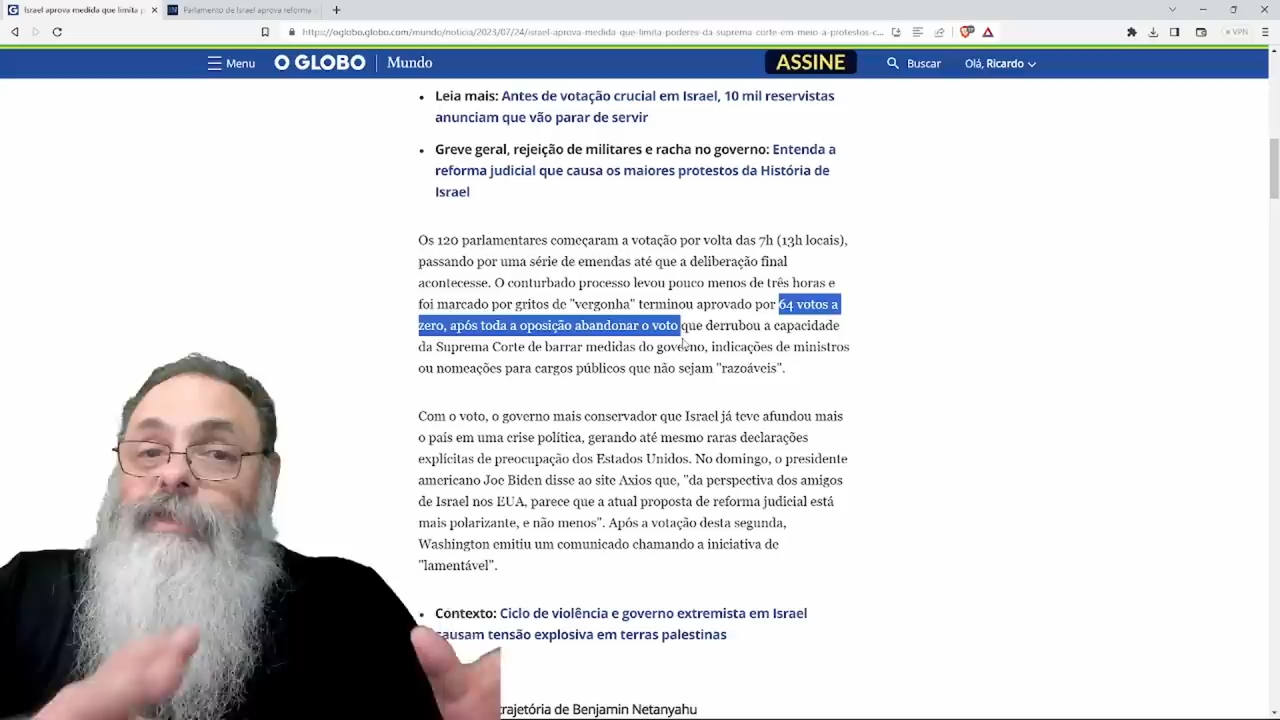 Israel aprova medida que limita p
Parlamento de Israel aprova reforma
https://oglobo.globo.com/mundo/noticia/2023/07/24/israel-aprova-medida-que-limita-poderes-da-suprema-corte-em-meio-a-protestos-c...
VPN
Menu
O GLOBO
Mundo
ASSINE
Buscar
Olá, Ricardo
• Leia mais: Antes de votação crucial em Israel, 10 mil reservistas
anunciam que vão parar de servir
• Greve geral, rejeição de militares e racha no governo: Entenda a
reforma judicial que causa os maiores protestos da História de
Israel
Os 120 parlamentares começaram a votação por volta das 7h (13h locais),
passando por uma série de emendas até que a deliberação final
acontecesse. O conturbado processo levou pouco menos de três horas e
foi marcado por gritos de "vergonha" terminou aprovado por 64 votos a
zero, após toda a oposição abandonar o voto que derrubou a capacidade
da Suprema Corte de barrar medidas do governo, indicações de ministros
ou nomeações para cargos públicos que não sejam "razoáveis".
Com o voto, o governo mais conservador que Israel já teve afundou mais
o país em uma crise política, gerando até mesmo raras declarações
explícitas de preocupação dos Estados Unidos. No domingo, o presidente
americano Joe Biden disse ao site Axios que, "da perspectiva dos amigos
de Israel nos EUA, parece que a atual proposta de reforma judicial está
mais polarizante, e não menos". Após a votação desta segunda,
Washington emitiu um comunicado chamando a iniciativa de
"lamentável".
• Contexto: Ciclo de violência e governo extremista em Israel
causam tensão explosiva em terras palestinas
trajetória de Benjamin Netanyahu